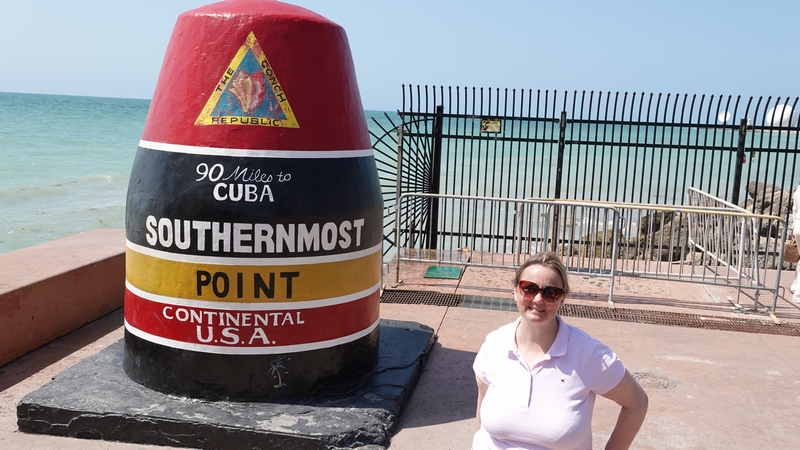 THE CONCH
REPUBLIC
90 Miles to
CUBA
SOUTHERNMOST
POINT
CONTINENTAL
U.S.A.